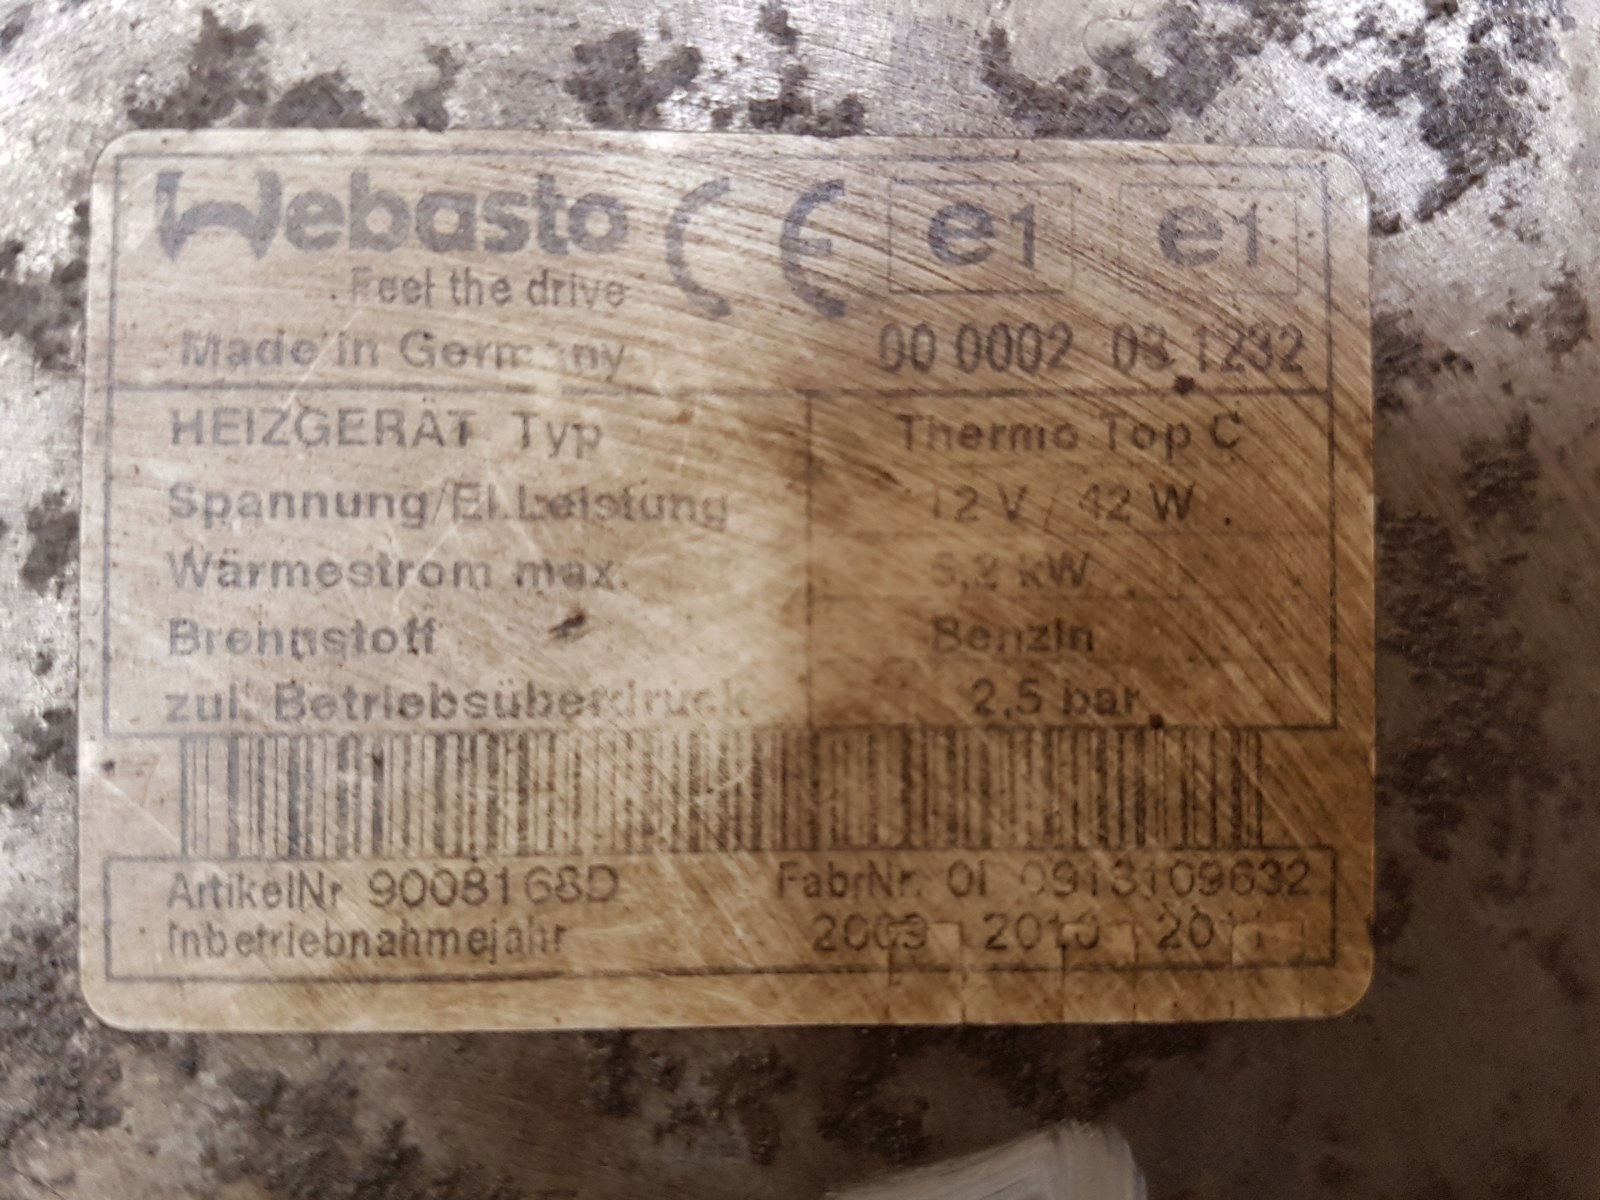 Webasto CE e1 e1
Feel the drive
Made in Germany 00 0002 03 1232
HEIZGERÄT Typ Thermo Top C
Spannung/El.Leistung 12 V / 42 W
Wärmestrom max. 5,2 kW
Brennstoff Benzin
zul. Betriebsüberdruck 2,5 bar
ArtikelNr 9008168D FabrNr. OI 0913109632
Inbetriebnahmejahr 2009 2010 2011